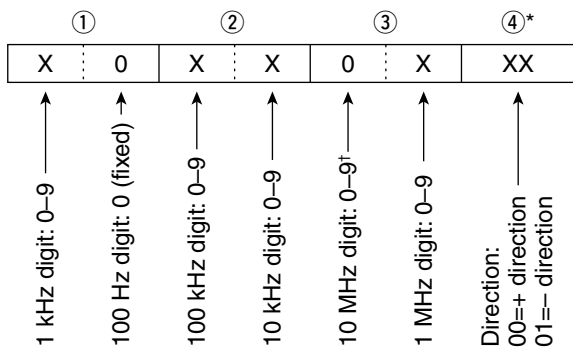 ① ② ③ ④*
X 0 X X 0 X XX
1 kHz digit: 0–9
100 Hz digit: 0 (fixed)
100 kHz digit: 0–9
10 kHz digit: 0–9
10 MHz digit: 0–9†
1 MHz digit: 0–9
Direction:
00=+ direction
01=– direction